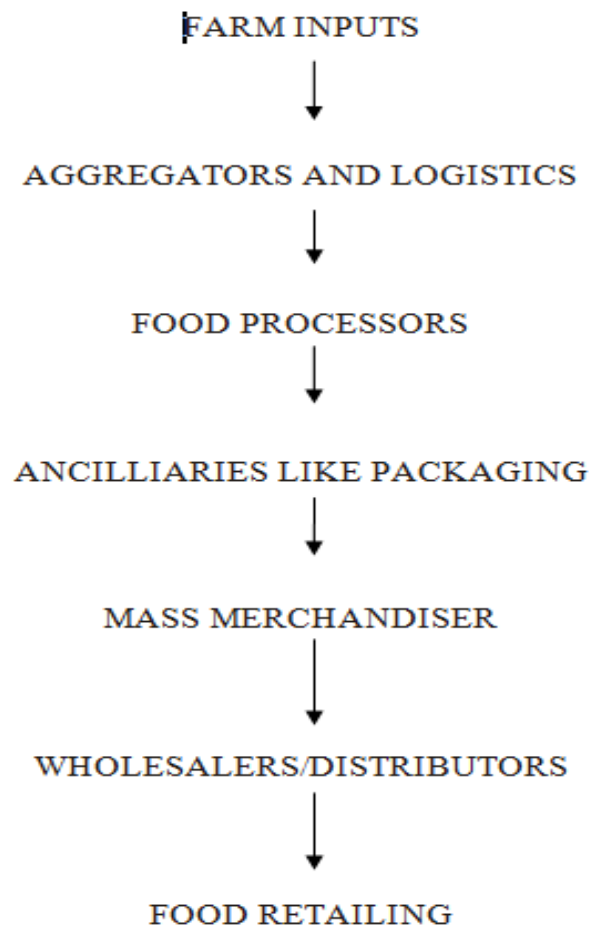 FARM INPUTS
AGGREGATORS AND LOGISTICS
FOOD PROCESSORS
ANCILLIARIES LIKE PACKAGING
MASS MERCHANDISER
WHOLESALERS/DISTRIBUTORS
FOOD RETAILING